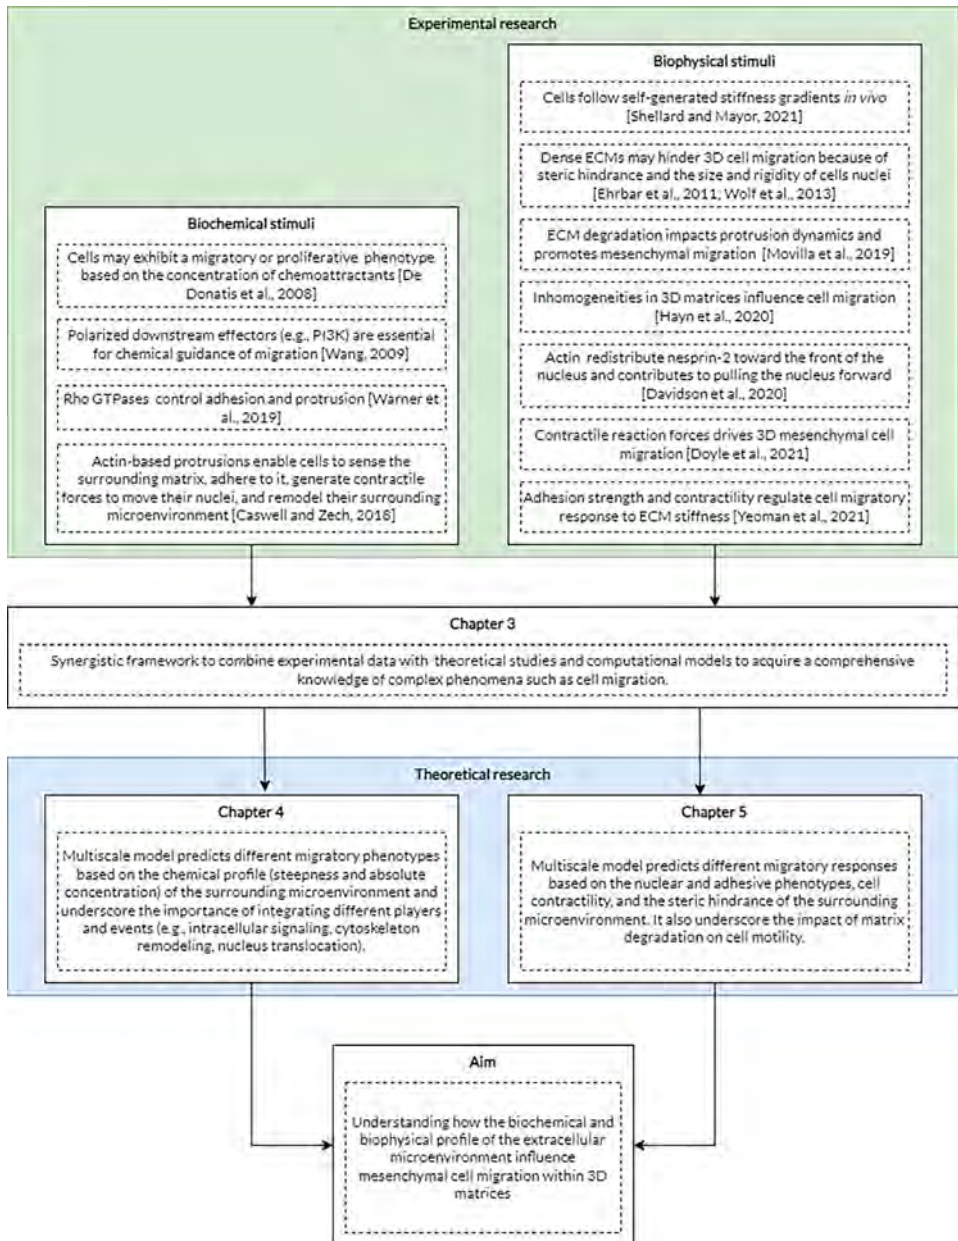 Experimental research
Biochemical stimuli
Cells may exhibit a migratory or proliferative phenotype
based on the concentration of chemoattractants [De
Donatis et al., 2008]
Polarized downstream effectors (e.g., PI3K) are essential
for chemical guidance of migration [Wang, 2009]
Rho GTPases control adhesion and protrusion [Warner
et al., 2019]
Actin-based protrusions enable cells to sense the
surrounding matrix, adhere to it, generate contractile
forces to move their nuclei, and remodel their surrounding
microenvironment [Caswell and Zech, 2018]
Biophysical stimuli
Cells follow self-generated stiffness gradients in vivo
[Shellard and Mayor, 2021]
Dense ECMs may hinder 3D cell migration because of
steric hindrance and the size and rigidity of cells nuclei
[Ehrbar et al., 2011; Wolf et al., 2013]
ECM degradation impacts protrusion dynamics and
promotes mesenchymal migration [Movilla et al., 2019]
Inhomogeneities in 3D matrices influence cell migration
[Hayn et al., 2020]
Actin redistribute nesprin-2 toward the front of the
nucleus and contributes to pulling the nucleus forward
[Davidson et al., 2020]
Contractile reaction forces drives 3D mesenchymal cell
migration [Doyle et al., 2021]
Adhesion strength and contractility regulate cell migratory
response to ECM stiffness [Yeoman et al., 2021]
Chapter 3
Synergistic framework to combine experimental data with theoretical studies and computational models to acquire a comprehensive
knowledge of complex phenomena such as cell migration.
Theoretical research
Chapter 4
Multiscale model predicts different migratory phenotypes
based on the chemical profile (steepness and absolute
concentration) of the surrounding microenvironment and
underscore the importance of integrating different players
and events (e.g., intracellular signaling, cytoskeleton
remodeling, nucleus translocation).
Chapter 5
Multiscale model predicts different migratory responses
based on the nuclear and adhesive phenotypes, cell
contractility, and the steric hindrance of the surrounding
microenvironment. It also underscore the impact of matrix
degradation on cell motility.
Aim
Understanding how the biochemical and
biophysical profile of the extracellular
microenvironment influence
mesenchymal cell migration within 3D
matrices